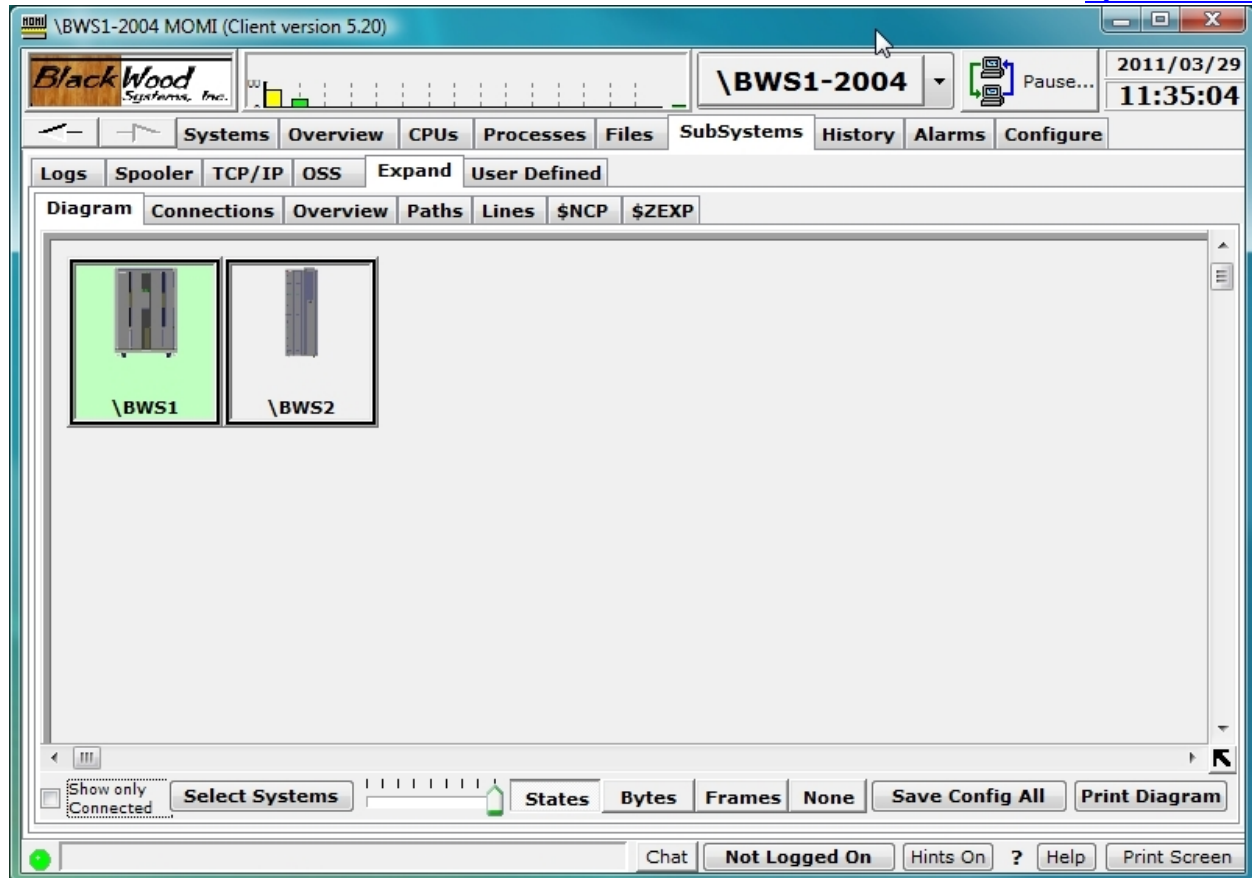 \BWS1-2004 MOMI (Client version 5.20)
BlackWood
Systems, Inc.
\BWS1-2004
Pause...
2011/03/29
11:35:04
Systems Overview CPUs Processes Files SubSystems History Alarms Configure
Logs Spooler TCP/IP OSS Expand User Defined
Diagram Connections Overview Paths Lines $NCP $ZEXP
\BWS1 \BWS2
Show only
Connected
Select Systems States Bytes Frames None Save Config All Print Diagram
Chat Not Logged On Hints On ? Help Print Screen